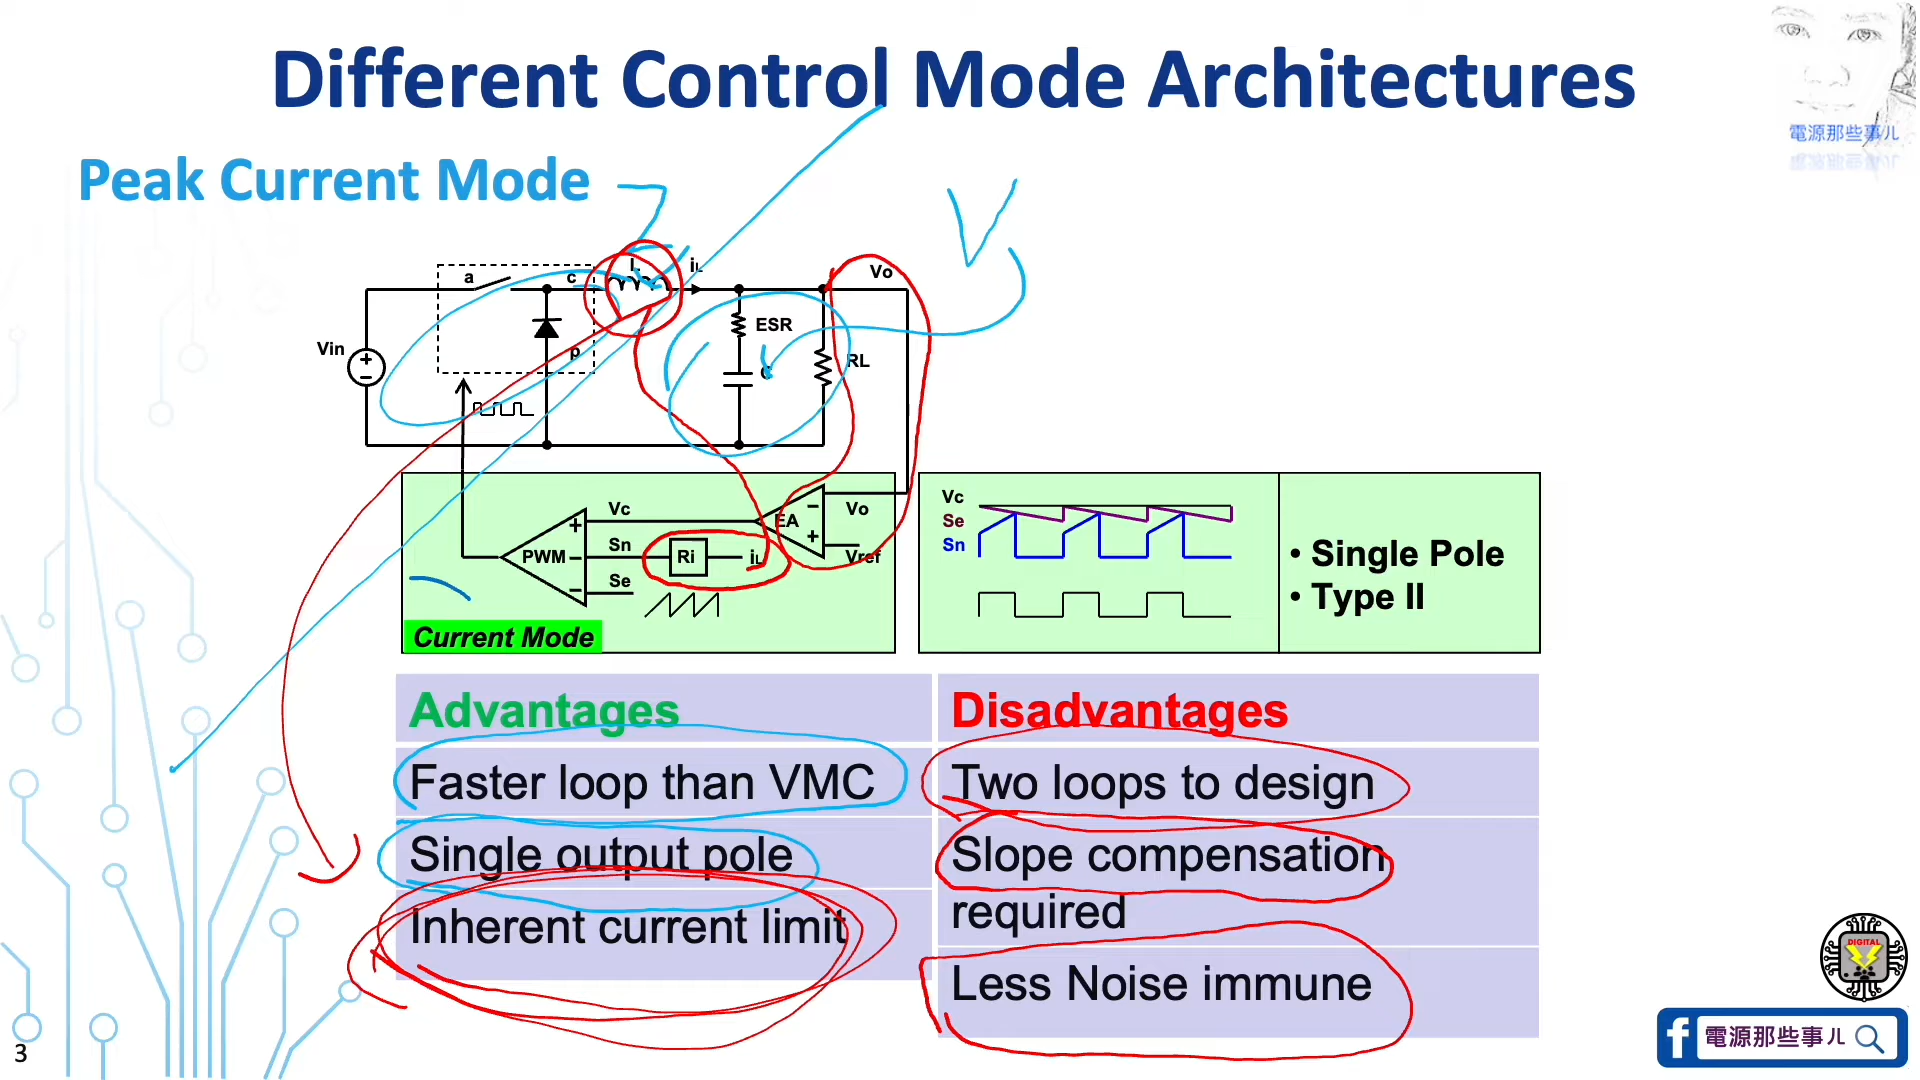 Different Control Mode Architectures
電源那些事儿
Peak Current Mode
a
c
L
iL
Vo
ESR
Vin
p
C
RL
Vc
EA
Vo
PWM
Sn
Ri
iL
Vref
Se
Current Mode
Vc
Se
Sn
• Single Pole
• Type II
Advantages
Disadvantages
Faster loop than VMC
Two loops to design
Single output pole
Slope compensation
required
Inherent current limit
Less Noise immune
DIGITAL
f 電源那些事儿
3